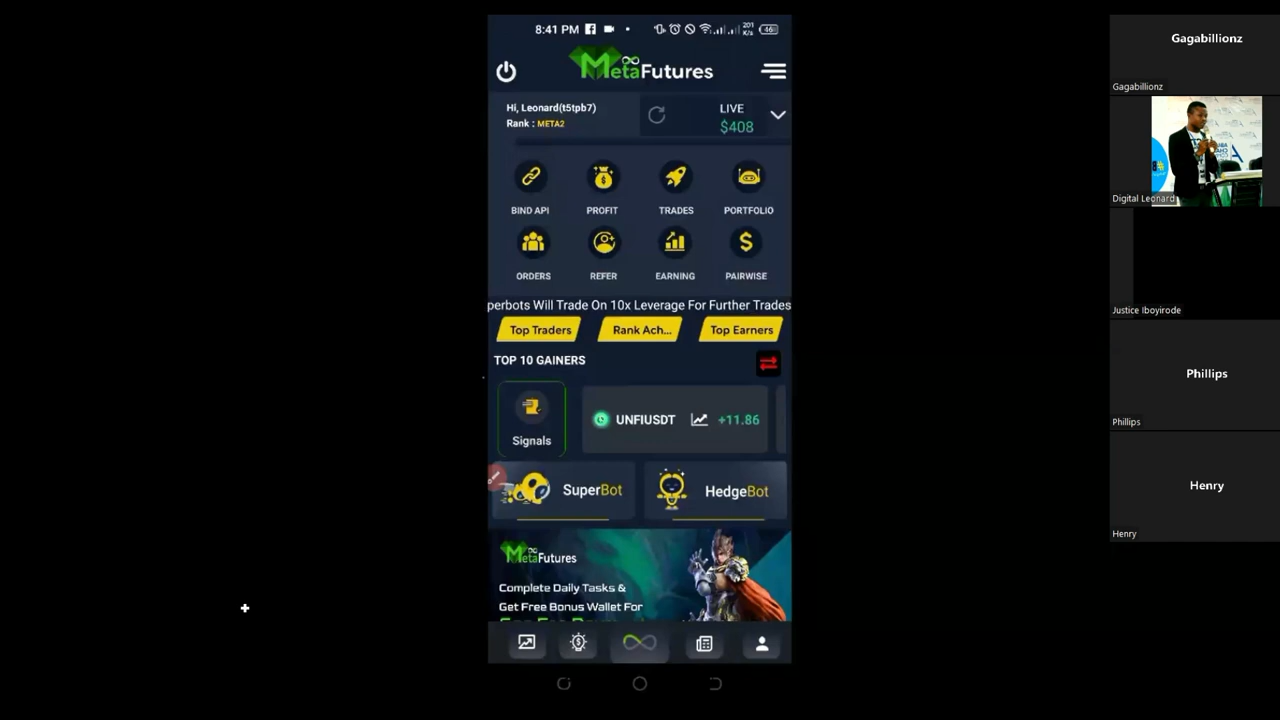 8:41 PM
201
K/s
46
MetaFutures
Hi, Leonard(t5tpb7)
Rank : META2
LIVE
$408
BIND API
PROFIT
TRADES
PORTFOLIO
ORDERS
REFER
EARNING
PAIRWISE
perbots Will Trade On 10x Leverage For Further Trades
Top Traders
Rank Ach...
Top Earners
TOP 10 GAINERS
Signals
UNFIUSDT
+11.86
SuperBot
HedgeBot
MetaFutures
Complete Daily Tasks &
Get Free Bonus Wallet For
Gagabillionz
Gagabillionz
Digital Leonard
Justice Iboyirode
Phillips
Phillips
Henry
Henry